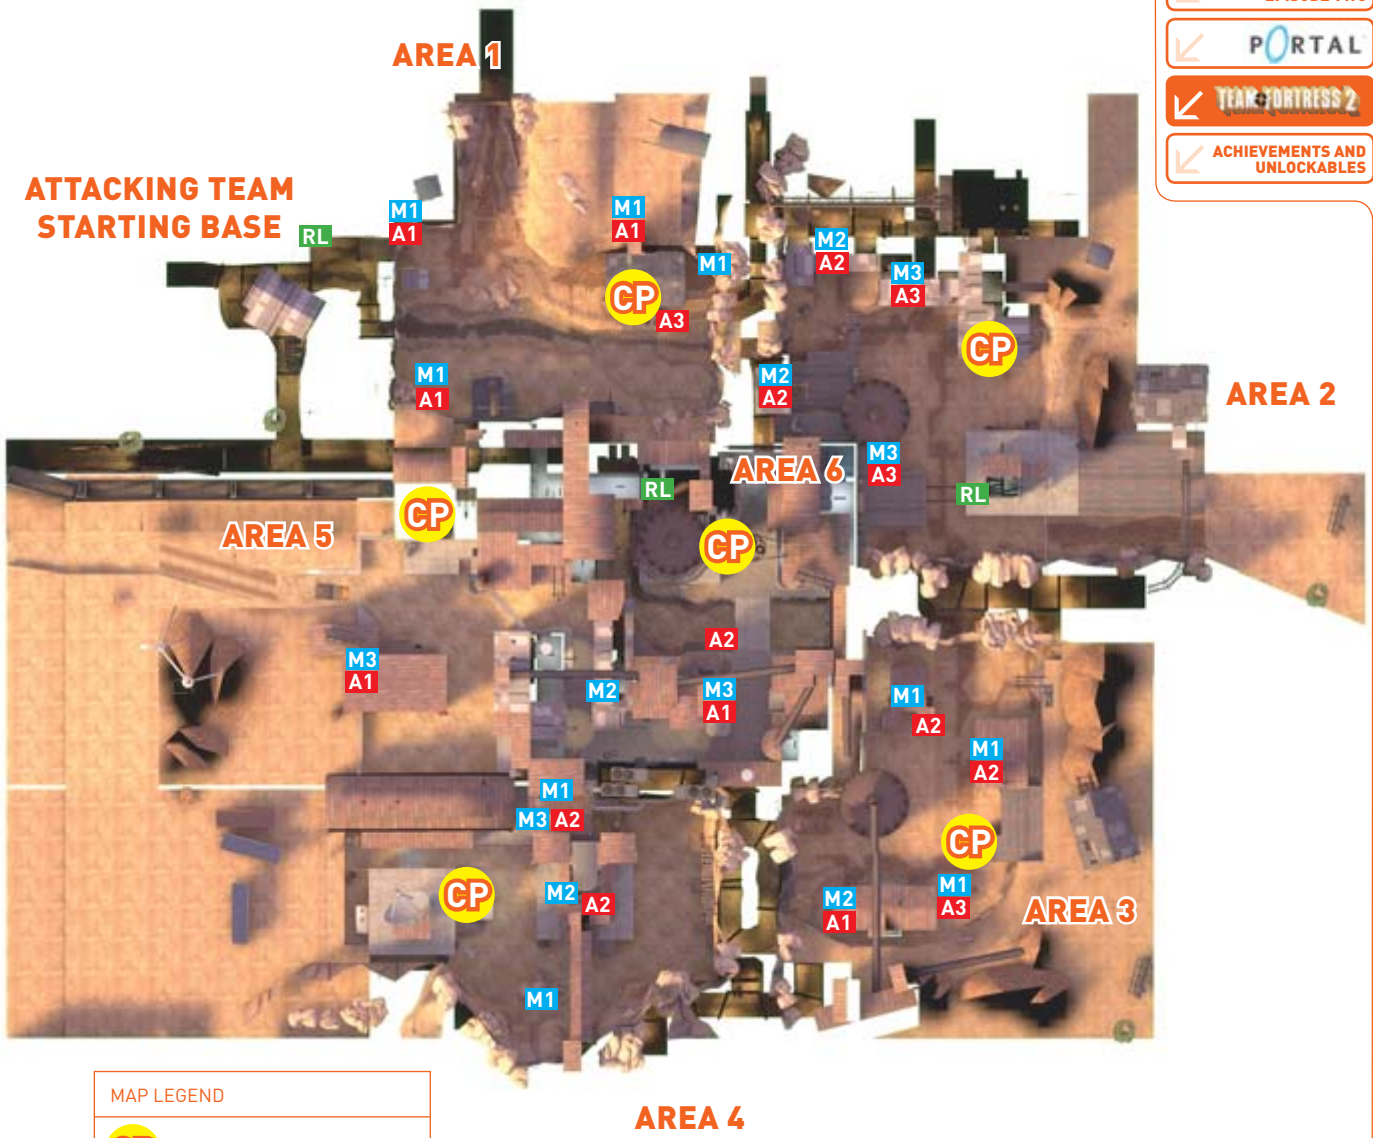 PORTAL
TEAM FORTRESS 2
ACHIEVEMENTS AND
UNLOCKABLES
AREA 1
ATTACKING TEAM
STARTING BASE
RL
M1
A1
M1
A1
M1
CP
A3
M1
A1
M2
A2
M3
A3
CP
M2
A2
AREA 2
M3
A3
RL
AREA 6
RL
CP
AREA 5
CP
A2
M3
A1
M2
M3
A1
M1
A2
M1
A2
M1
M3 A2
CP
M2
A2
M1
CP
M1
A3
M2
A1
AREA 3
AREA 4
MAP LEGEND